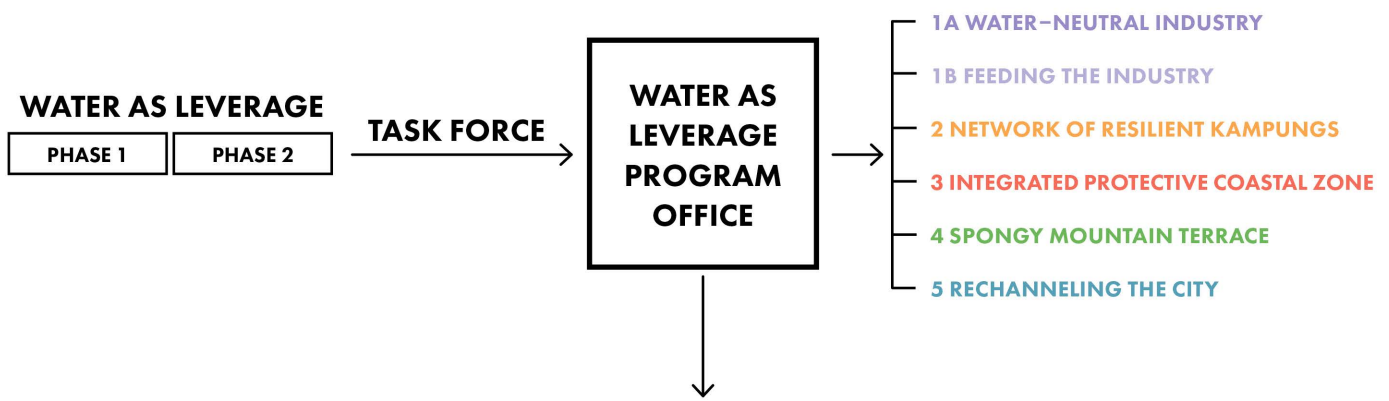 WATER AS LEVERAGE
PHASE 1
PHASE 2
TASK FORCE
WATER AS
LEVERAGE
PROGRAM
OFFICE
1A WATER–NEUTRAL INDUSTRY
1B FEEDING THE INDUSTRY
2 NETWORK OF RESILIENT KAMPUNGS
3 INTEGRATED PROTECTIVE COASTAL ZONE
4 SPONGY MOUNTAIN TERRACE
5 RECHANNELING THE CITY